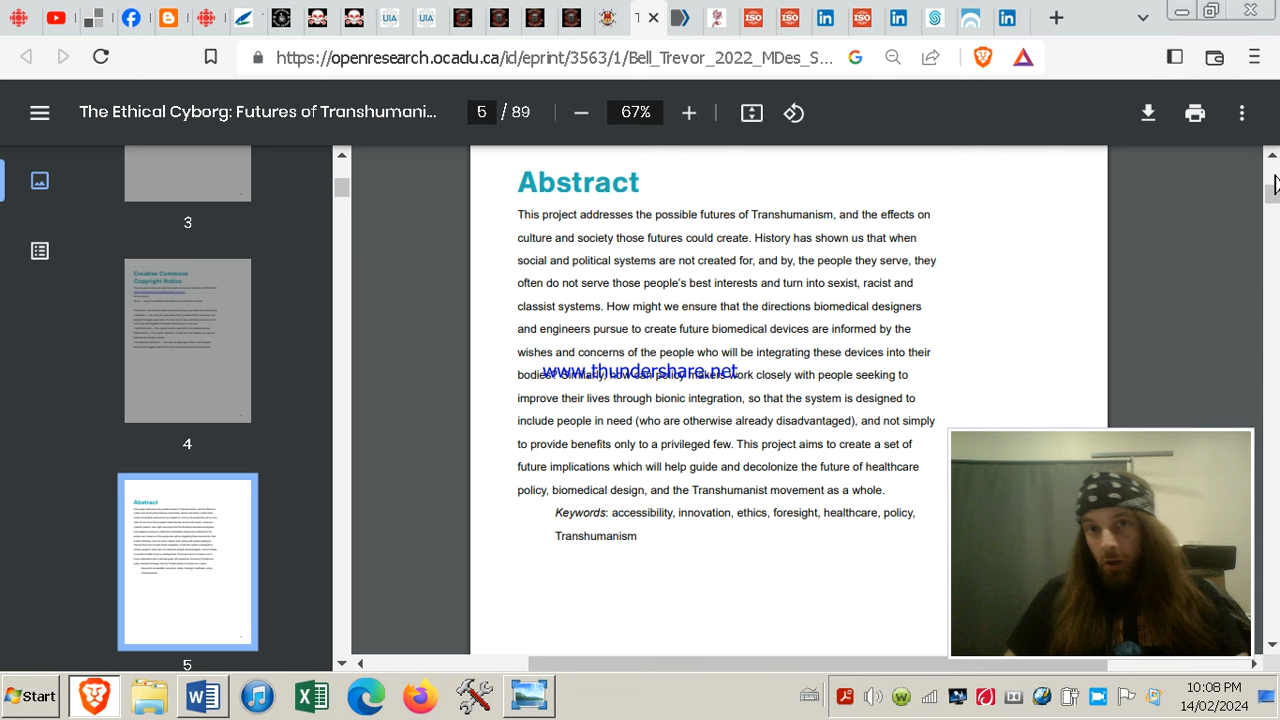 https://openresearch.ocadu.ca/id/eprint/3563/1/Bell_Trevor_2022_MDes_S...
The Ethical Cyborg: Futures of Transhumani...
5 / 89
67%
3
Creative Commons
Copyright Notice
4
Abstract
5
Abstract
This project addresses the possible futures of Transhumanism, and the effects on
culture and society those futures could create. History has shown us that when
social and political systems are not created for, and by, the people they serve, they
often do not serve those people's best interests and turn into sexist, racist and
classist systems. How might we ensure that the directions biomedical designers
and engineers pursue to create future biomedical devices are informed by the
wishes and concerns of the people who will be integrating these devices into their
bodies? Similarly, how can policy makers work closely with people seeking to
www.thundershare.net
improve their lives through bionic integration, so that the system is designed to
include people in need (who are otherwise already disadvantaged), and not simply
to provide benefits only to a privileged few. This project aims to create a set of
future implications which will help guide and decolonize the future of healthcare
policy, biomedical design, and the Transhumanist movement as a whole.
Keywords: accessibility, innovation, ethics, foresight, healthcare, policy,
Transhumanism
Start
10:08 AM
14/02/2024